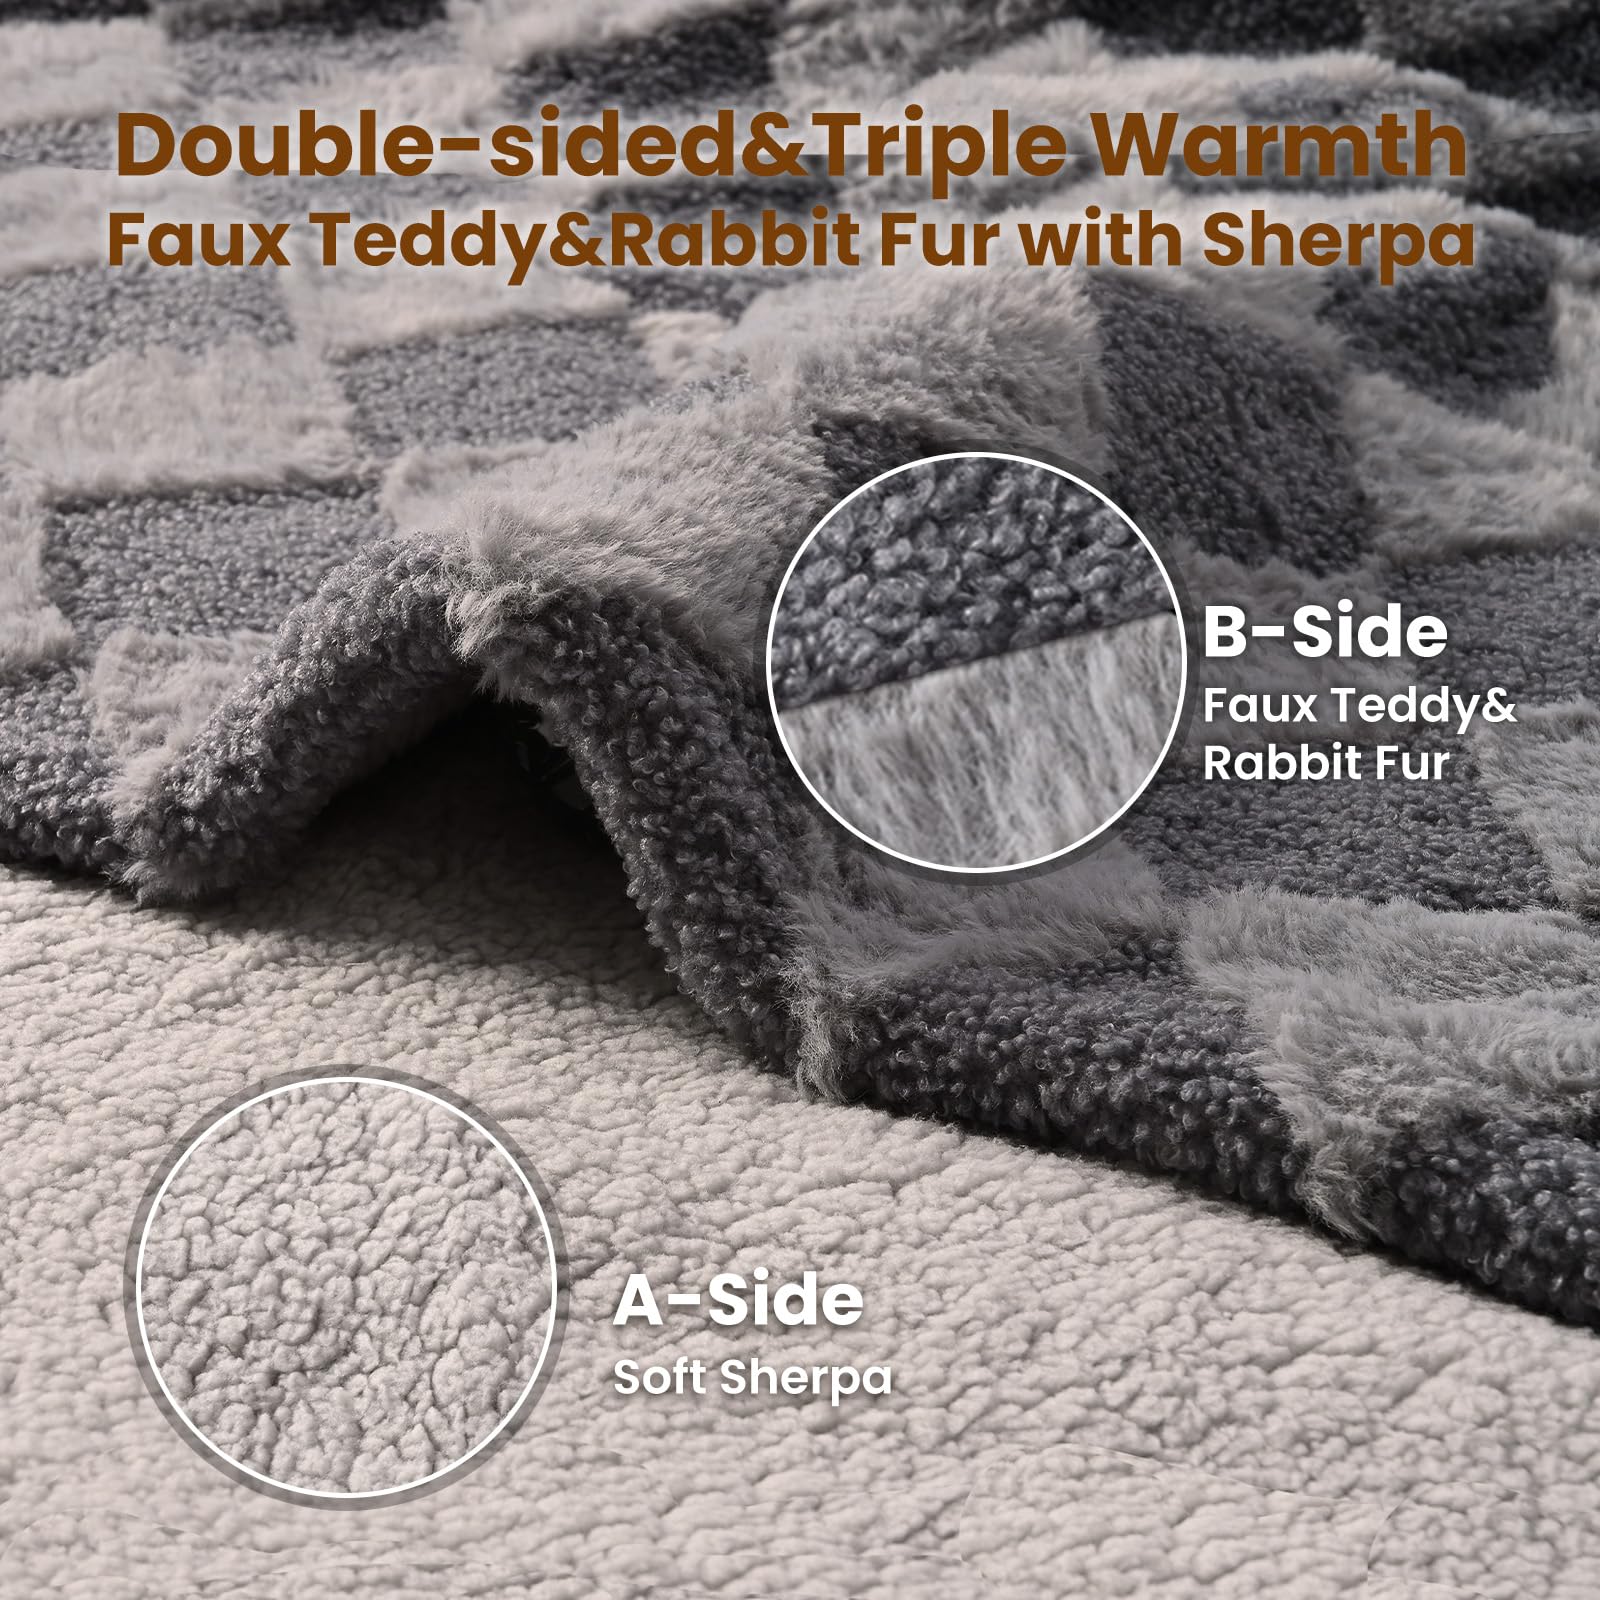 Double-sided&Triple Warmth
Faux Teddy&Rabbit Fur with Sherpa
B-Side
Faux Teddy&
Rabbit Fur
A-Side
Soft Sherpa